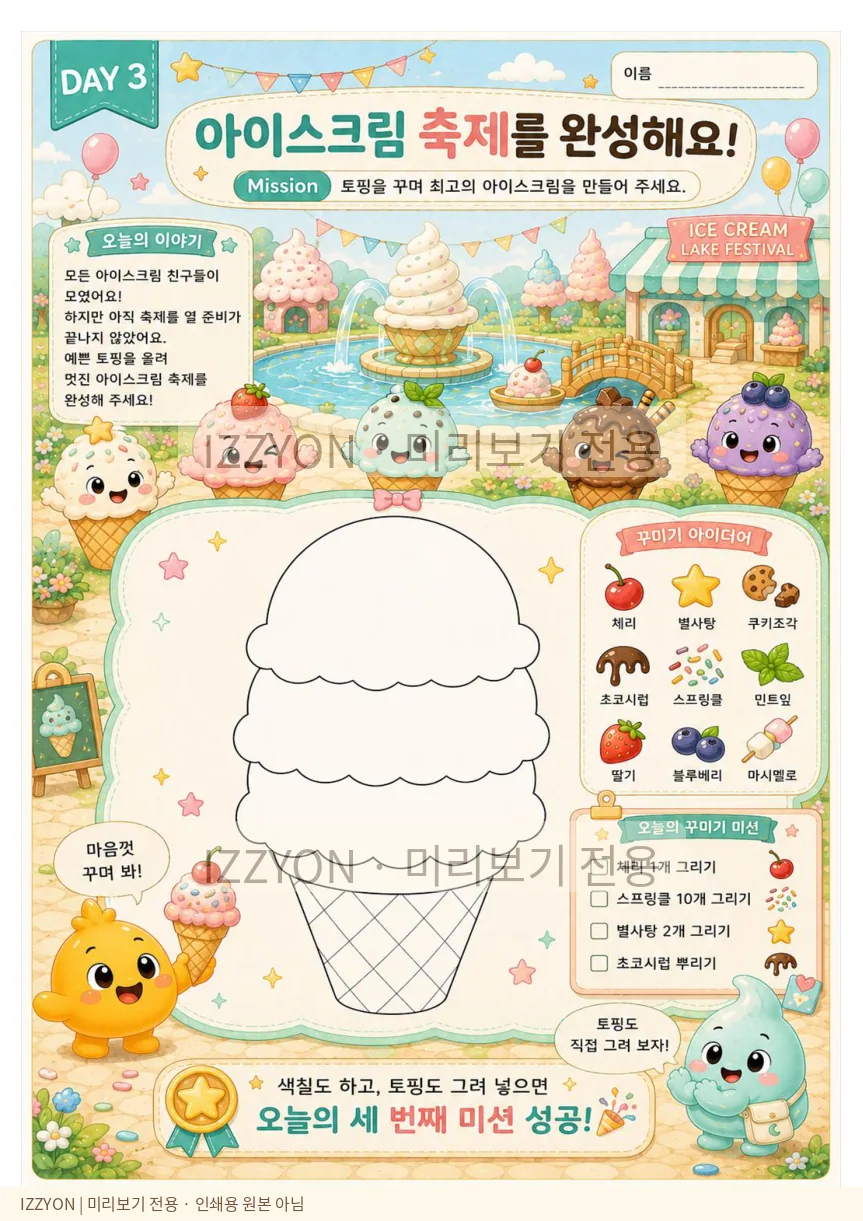 DAY 3
이름
아이스크림 축제를 완성해요!
Mission 토핑을 꾸며 최고의 아이스크림을 만들어 주세요.
오늘의 이야기
모든 아이스크림 친구들이
모였어요!
하지만 아직 축제를 열 준비가
끝나지 않았어요.
예쁜 토핑을 올려
멋진 아이스크림 축제를
완성해 주세요!
ICE CREAM
LAKE FESTIVAL
IZZYON · 미리보기 전용
꾸미기 아이디어
체리 별사탕 쿠키조각
초코시럽 스프링클 민트잎
딸기 블루베리 마시멜로
오늘의 꾸미기 미션
체리 1개 그리기
스프링클 10개 그리기
별사탕 2개 그리기
초코시럽 뿌리기
IZZYON · 미리보기 전용
마음껏
꾸며 봐!
토핑도
직접 그려 보자!
색칠도 하고, 토핑도 그려 넣으면
오늘의 세 번째 미션 성공!
IZZYON | 미리보기 전용 · 인쇄용 원본 아님